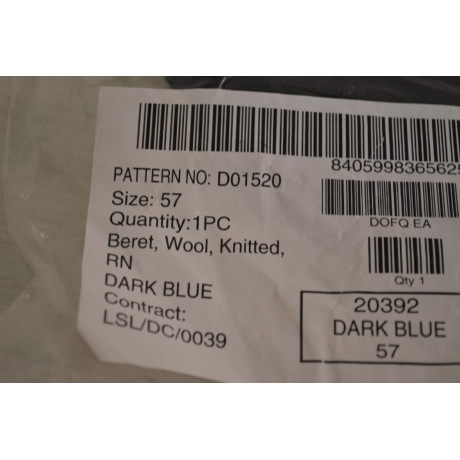 8405998365625
PATTERN NO: D01520
Size: 57
Quantity:1PC
Beret, Wool, Knitted,
RN
DARK BLUE
Contract:
LSL/DC/0039
DOFQ EA
Qty 1
20392
DARK BLUE
57